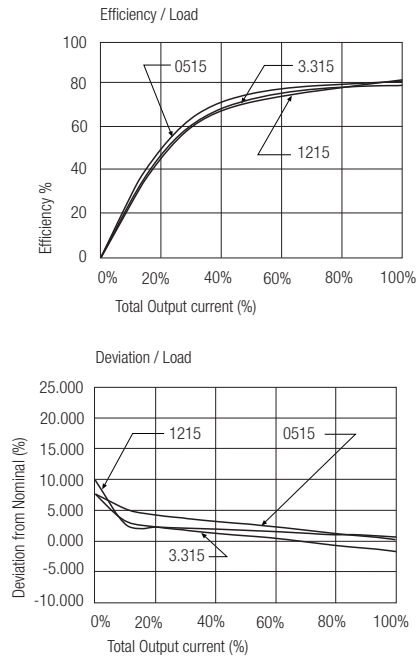 Efficiency / Load
100
80
60
40
20
0
Efficiency %
0515
3.315
1215
0% 20% 40% 60% 80% 100%
Total Output current (%)
Deviation / Load
25.000
20.000
15.000
10.000
5.000
0.000
-5.000
-10.000
Deviation from Nominal (%)
1215
0515
3.315
0% 20% 40% 60% 80% 100%
Total Output current (%)